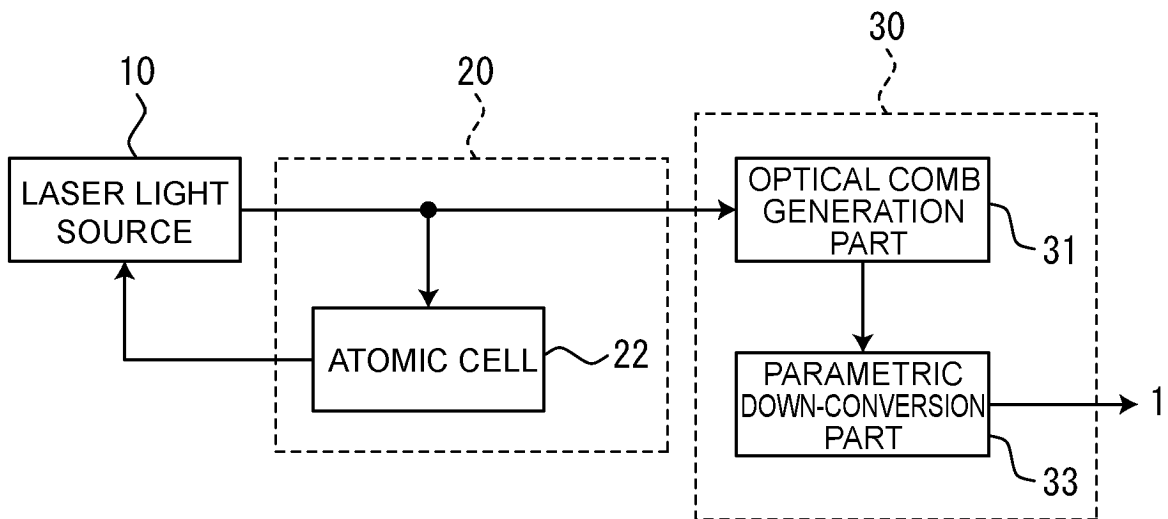 30
10
20
LASER LIGHT
SOURCE
OPTICAL COMB
GENERATION
PART
31
ATOMIC CELL
22
PARAMETRIC
DOWN-CONVERSION
PART
1
33